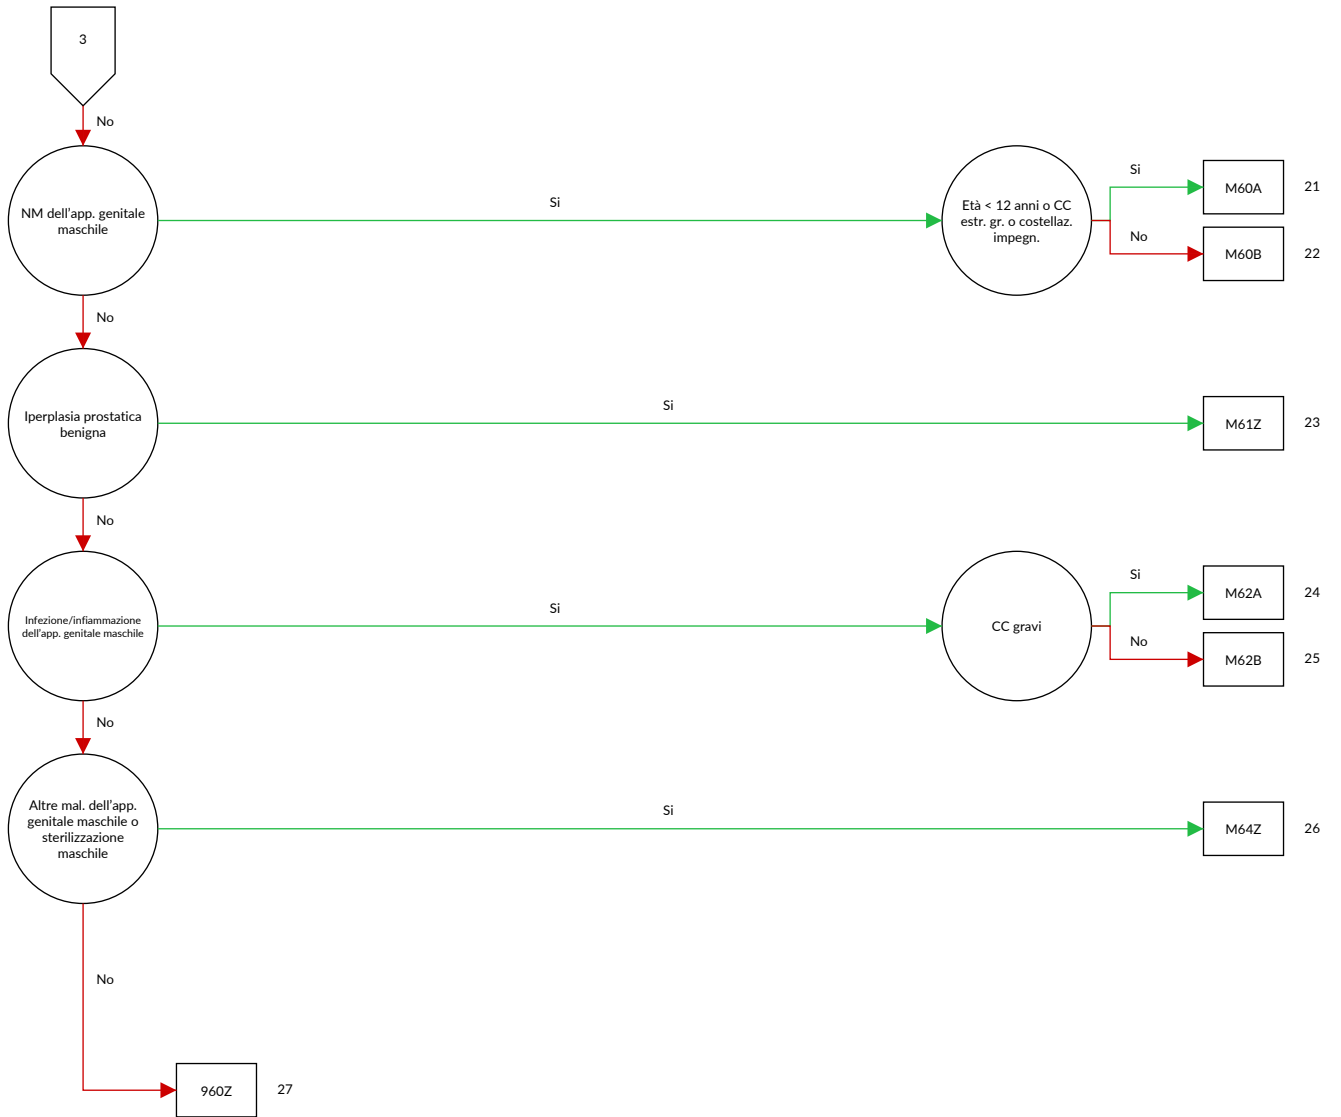 3
No
NM dell'app. genitale
maschile
Si
Età < 12 anni o CC
estr. gr. o costellaz.
impegn.
Si
M60A
21
No
M60B
22
No
Iperplasia prostatica
benigna
Si
M61Z
23
No
Infezione/infiammazione
dell'app. genitale maschile
Si
CC gravi
Si
M62A
24
No
M62B
25
No
Altre mal. dell'app.
genitale maschile o
sterilizzazione
maschile
Si
M64Z
26
No
960Z
27